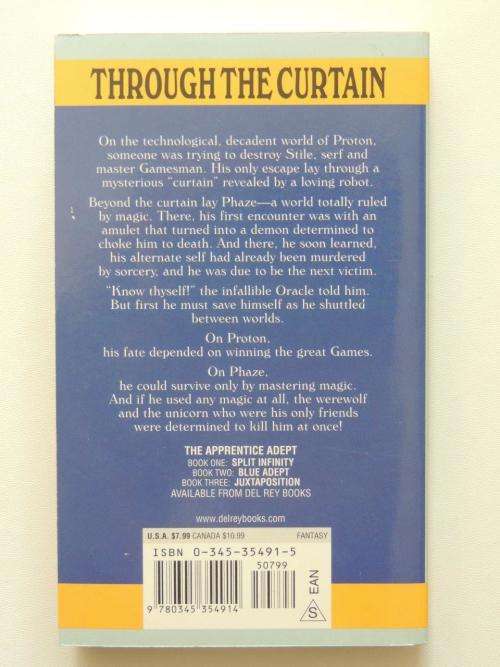 THROUGH THE CURTAIN
On the technological, decadent world of Proton,
someone was trying to destroy Stile, serf and
master Gamesman. His only escape lay through a
mysterious "curtain" revealed by a loving robot.
Beyond the curtain lay Phaze—a world totally ruled
by magic. There, his first encounter was with an
amulet that turned into a demon determined to
choke him to death. And there, he soon learned,
his alternate self had already been murdered
by sorcery, and he was due to be the next victim.
"Know thyself!" the infallible Oracle told him.
But first he must save himself as he shuttled
between worlds.
On Proton,
his fate depended on winning the great Games.
On Phaze,
he could survive only by mastering magic.
And if he used any magic at all, the werewolf
and the unicorn who were his only friends
were determined to kill him at once!
THE APPRENTICE ADEPT
BOOK ONE: SPLIT INFINITY
BOOK TWO: BLUE ADEPT
BOOK THREE: JUXTAPOSITION
AVAILABLE FROM DEL REY BOOKS
www.delreybooks.com
U.S.A. $7.99 CANADA $10.99 FANTASY
ISBN 0-345-35491-5
50799
9 780345 354914
S EAN